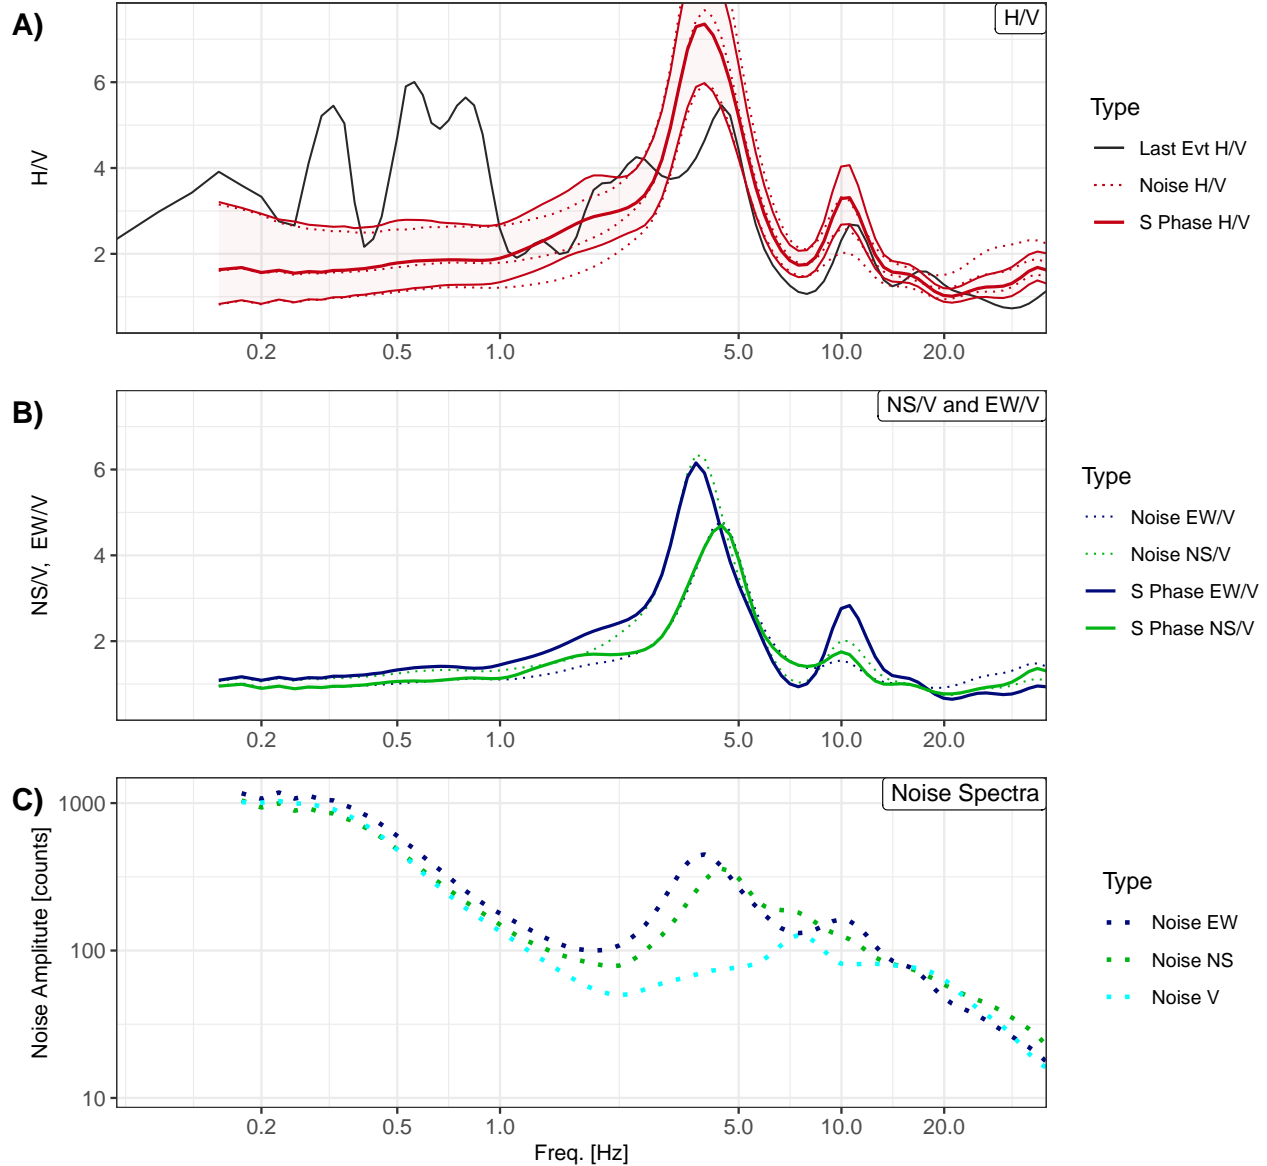 A)
H/V
H/V
6
4
2
0.2 0.5 1.0 5.0 10.0 20.0
Type
Last Evt H/V
Noise H/V
S Phase H/V
B)
NS/V and EW/V
NS/V, EW/V
6
4
2
0.2 0.5 1.0 5.0 10.0 20.0
Type
Noise EW/V
Noise NS/V
S Phase EW/V
S Phase NS/V
C)
Noise Spectra
Noise Amplitute [counts]
1000
100
10
0.2 0.5 1.0 5.0 10.0 20.0
Freq. [Hz]
Type
Noise EW
Noise NS
Noise V